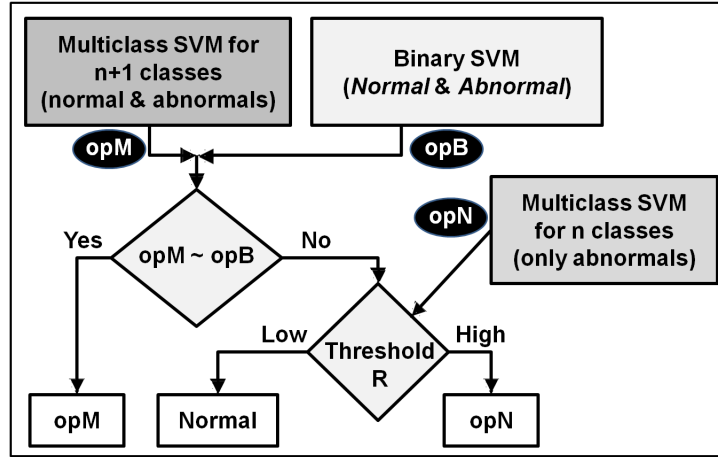 Multiclass SVM for
n+1 classes
(normal & abnormals)
Binary SVM
(Normal & Abnormal)
opM
opB
opN
Multiclass SVM
for n classes
(only abnormals)
Yes
opM ~ opB
No
Low
Threshold
R
High
opM
Normal
opN